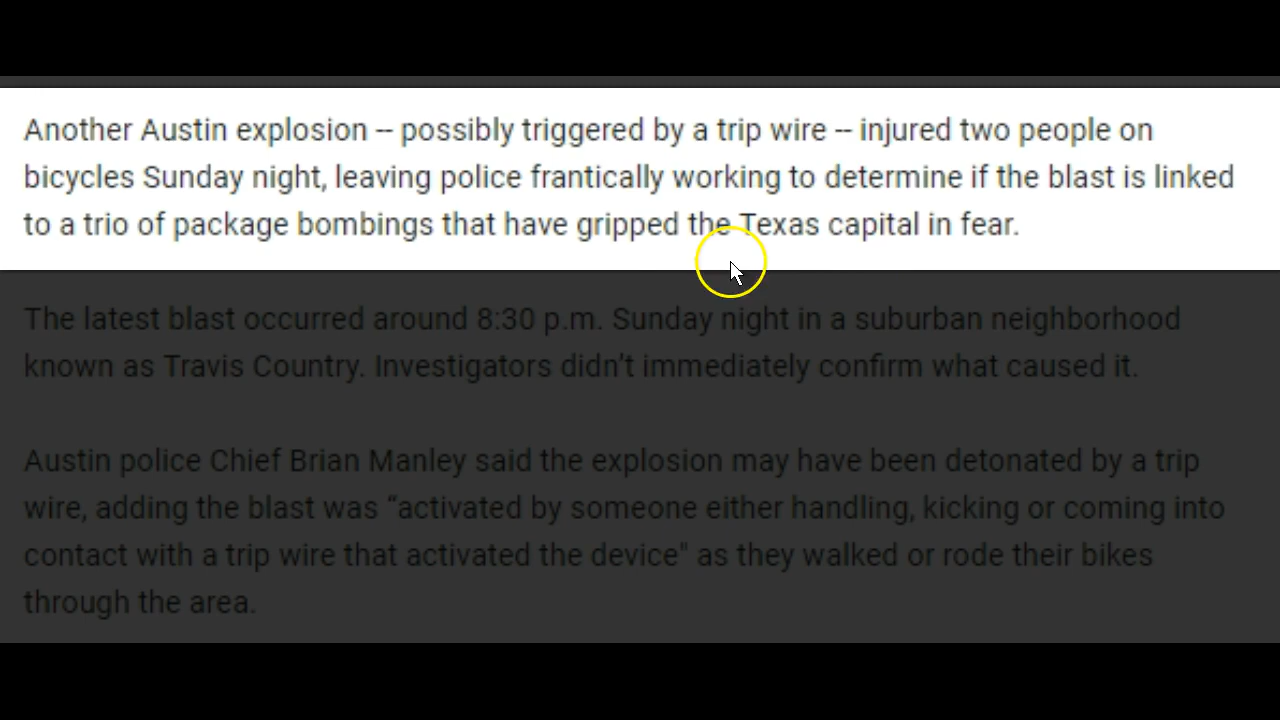 Another Austin explosion -- possibly triggered by a trip wire -- injured two people on
bicycles Sunday night, leaving police frantically working to determine if the blast is linked
to a trio of package bombings that have gripped the Texas capital in fear.
The latest blast occurred around 8:30 p.m. Sunday night in a suburban neighborhood
known as Travis Country. Investigators didn’t immediately confirm what caused it.
Austin police Chief Brian Manley said the explosion may have been detonated by a trip
wire, adding the blast was “activated by someone either handling, kicking or coming into
contact with a trip wire that activated the device" as they walked or rode their bikes
through the area.